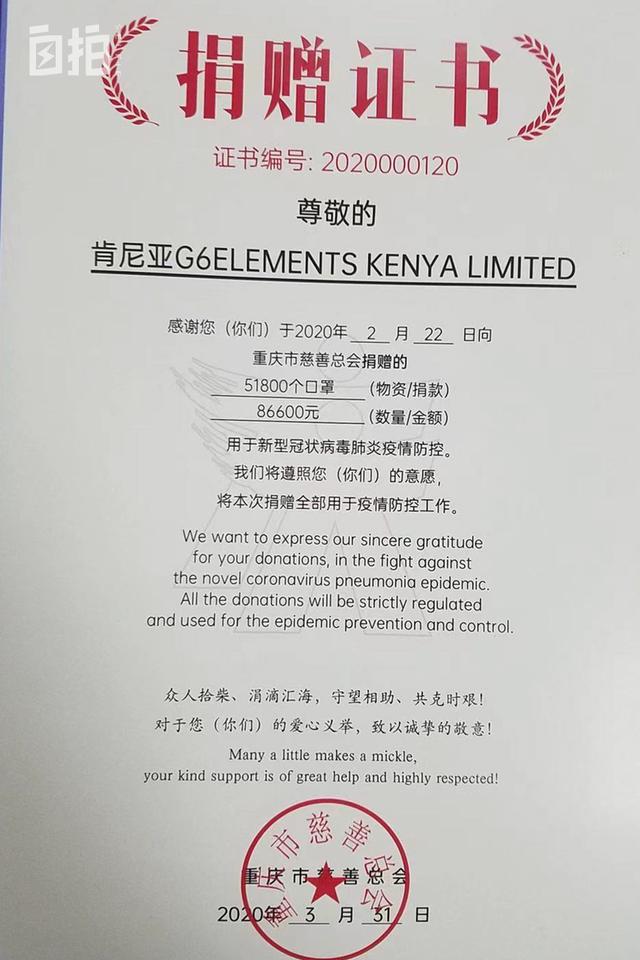 自拍
捐赠证书
证书编号: 2020000120
尊敬的
肯尼亚G6ELEMENTS KENYA LIMITED
感谢您（你们）于2020年 2 月 22 日向
重庆市慈善总会捐赠的
51800个口罩 (物资/捐款)
86600元 (数量/金额)
用于新型冠状病毒肺炎疫情防控。
我们将遵照您（你们）的意愿，
将本次捐赠全部用于疫情防控工作。
We want to express our sincere gratitude
for your donations, in the fight against
the novel coronavirus pneumonia epidemic.
All the donations will be strictly regulated
and used for the epidemic prevention and control.
众人拾柴、涓滴汇海，守望相助、共克时艰！
对于您（你们）的爱心义举，致以诚挚的敬意！
Many a little makes a mickle,
your kind support is of great help and highly respected!
重庆市慈善总会
重庆市慈善总会
2020年 3 月 31 日